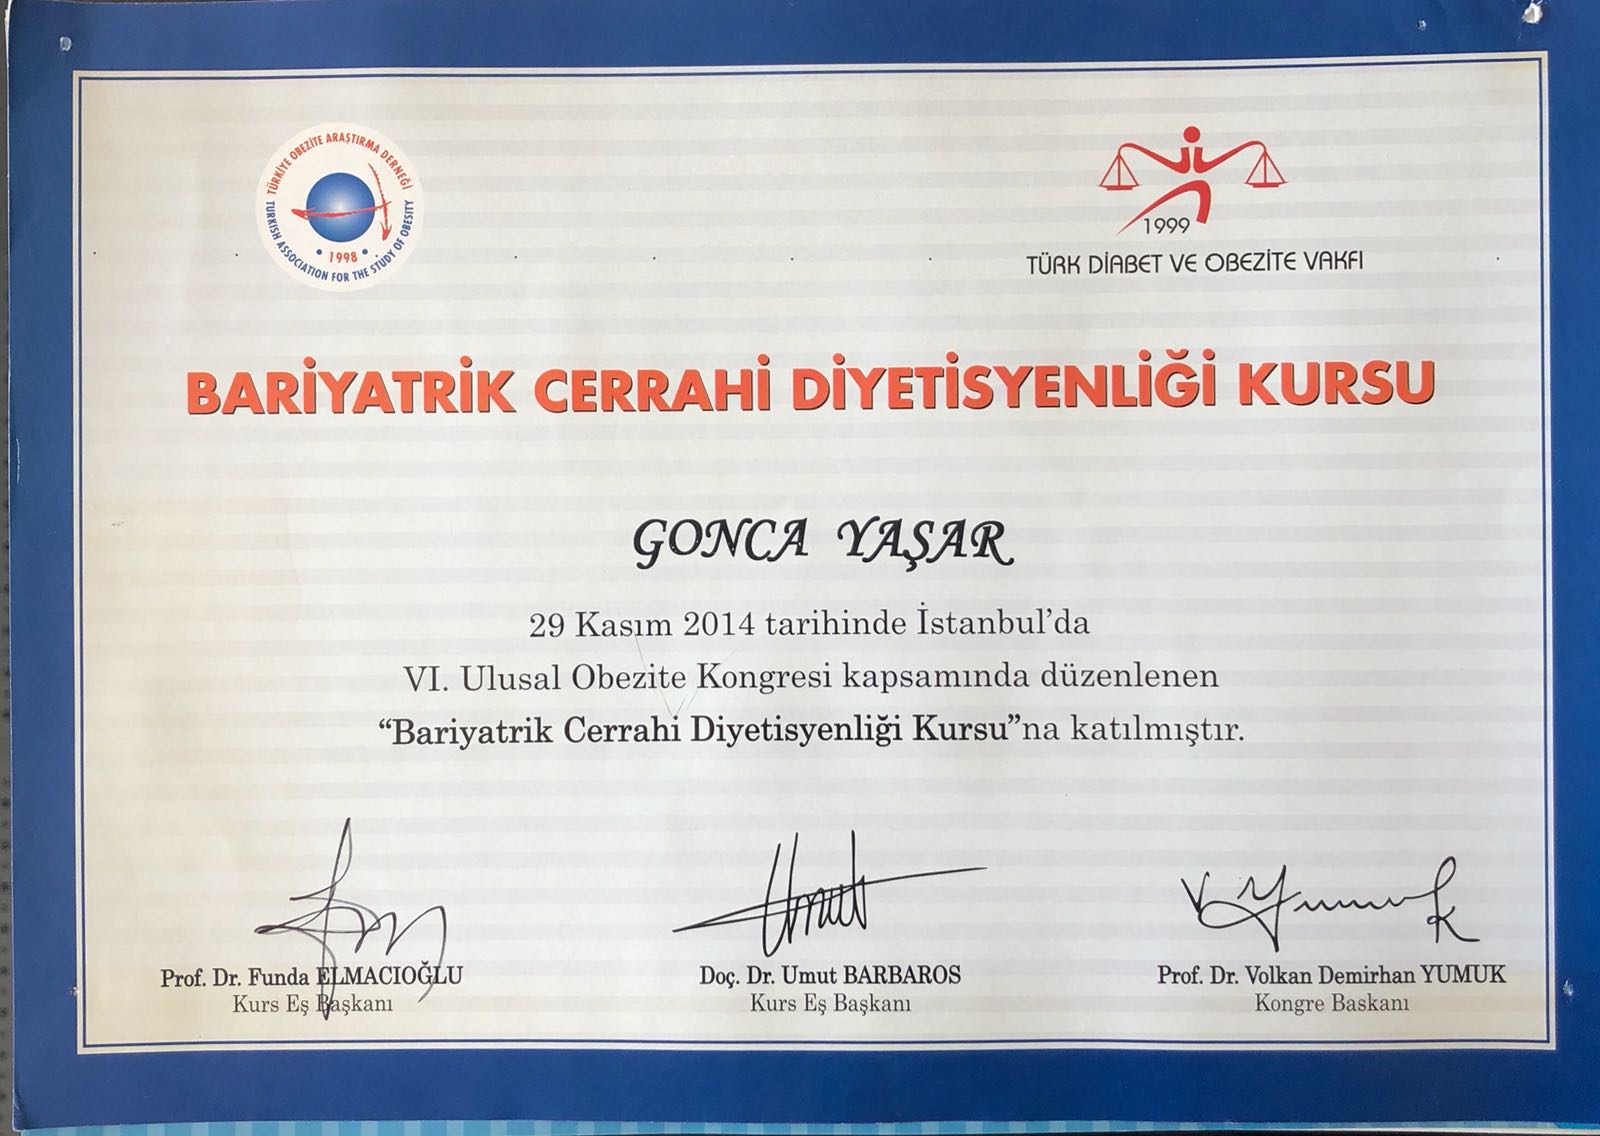 TÜRKİYE OBEZİTE ARAŞTIRMA DERNEĞİ
TURKISH ASSOCIATION FOR THE STUDY OF OBESITY
• 1998 •
1999
TÜRK DİABET VE OBEZİTE VAKFI
BARİYATRİK CERRAHİ DİYETİSYENLİĞİ KURSU
GONCA YAŞAR
29 Kasım 2014 tarihinde İstanbul'da
VI. Ulusal Obezite Kongresi kapsamında düzenlenen
“Bariyatrik Cerrahi Diyetisyenliği Kursu”na katılmıştır.
Prof. Dr. Funda ELMACIOĞLU
Kurs Eş Başkanı
Doç. Dr. Umut BARBAROS
Kurs Eş Başkanı
Prof. Dr. Volkan Demirhan YUMUK
Kongre Baskanı